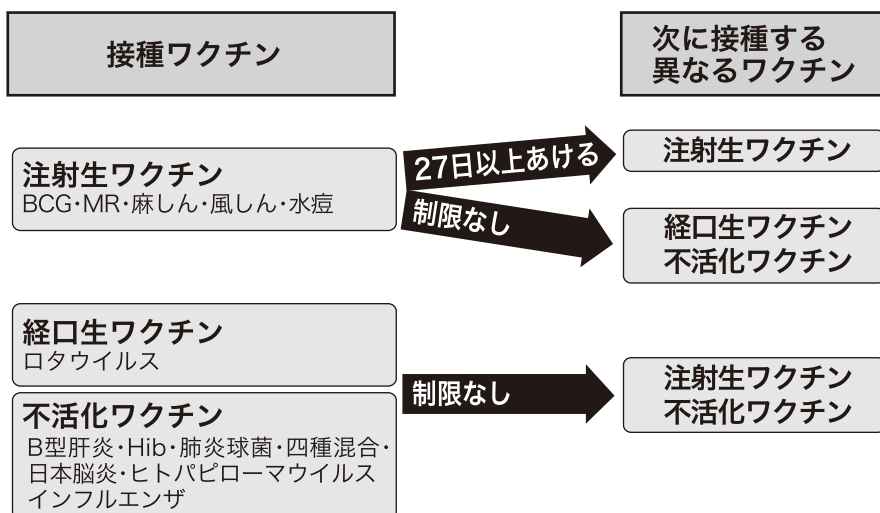 接種ワクチン
次に接種する
異なるワクチン
注射生ワクチン
BCG・MR・麻しん・風しん・水痘
27日以上あける
注射生ワクチン
制限なし
経口生ワクチン
不活化ワクチン
経口生ワクチン
ロタウイルス
不活化ワクチン
B型肝炎・Hib・肺炎球菌・四種混合・
日本脳炎・ヒトパピローマウイルス
インフルエンザ
制限なし
注射生ワクチン
不活化ワクチン